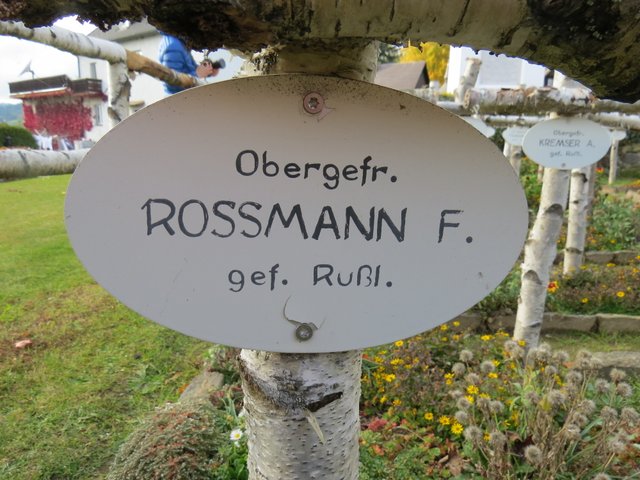 Obergefr.
ROSSMANN F.
gef. Rußl.
Obergefr.
KREMSER A.
gef. Rußl.